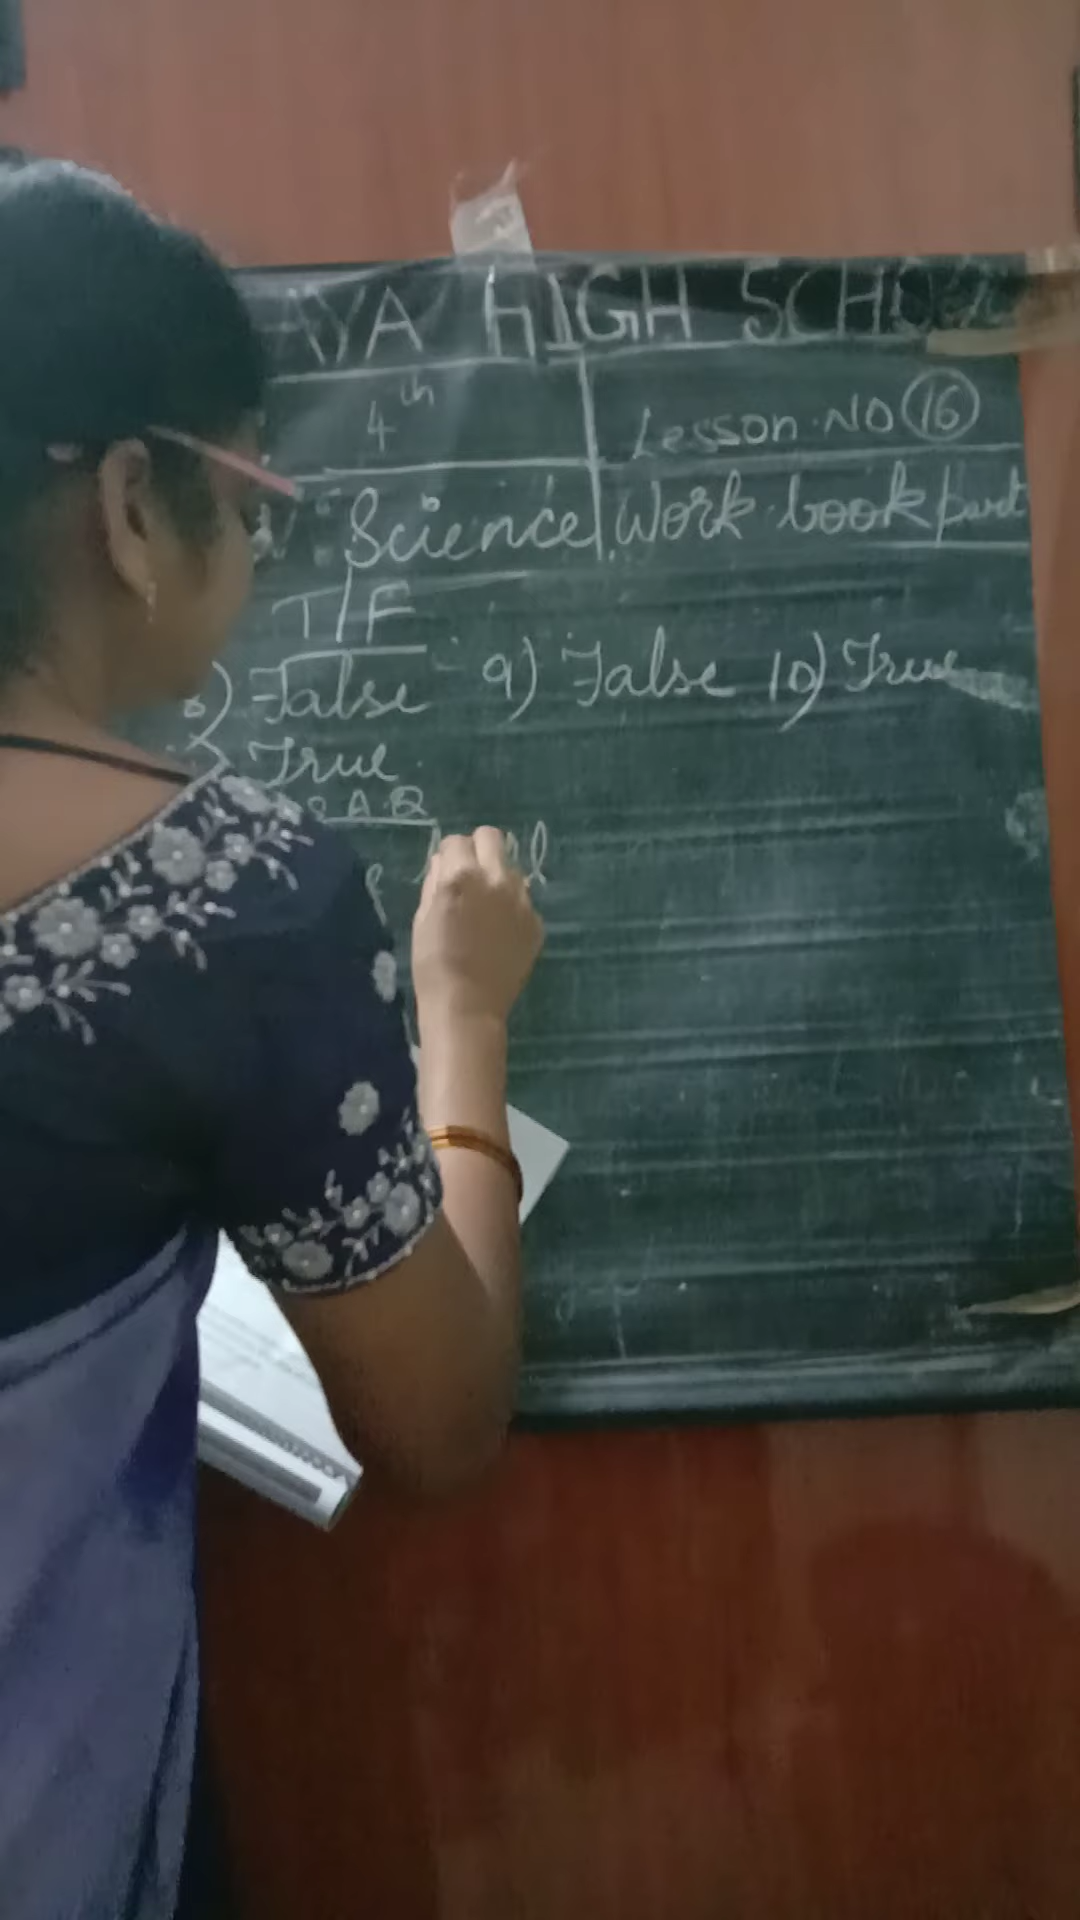 AYA HIGH SCHOOL
4th Lesson.No 16
Science Work.book part
T/F
8) False 9) False 10) True
True
A.Q